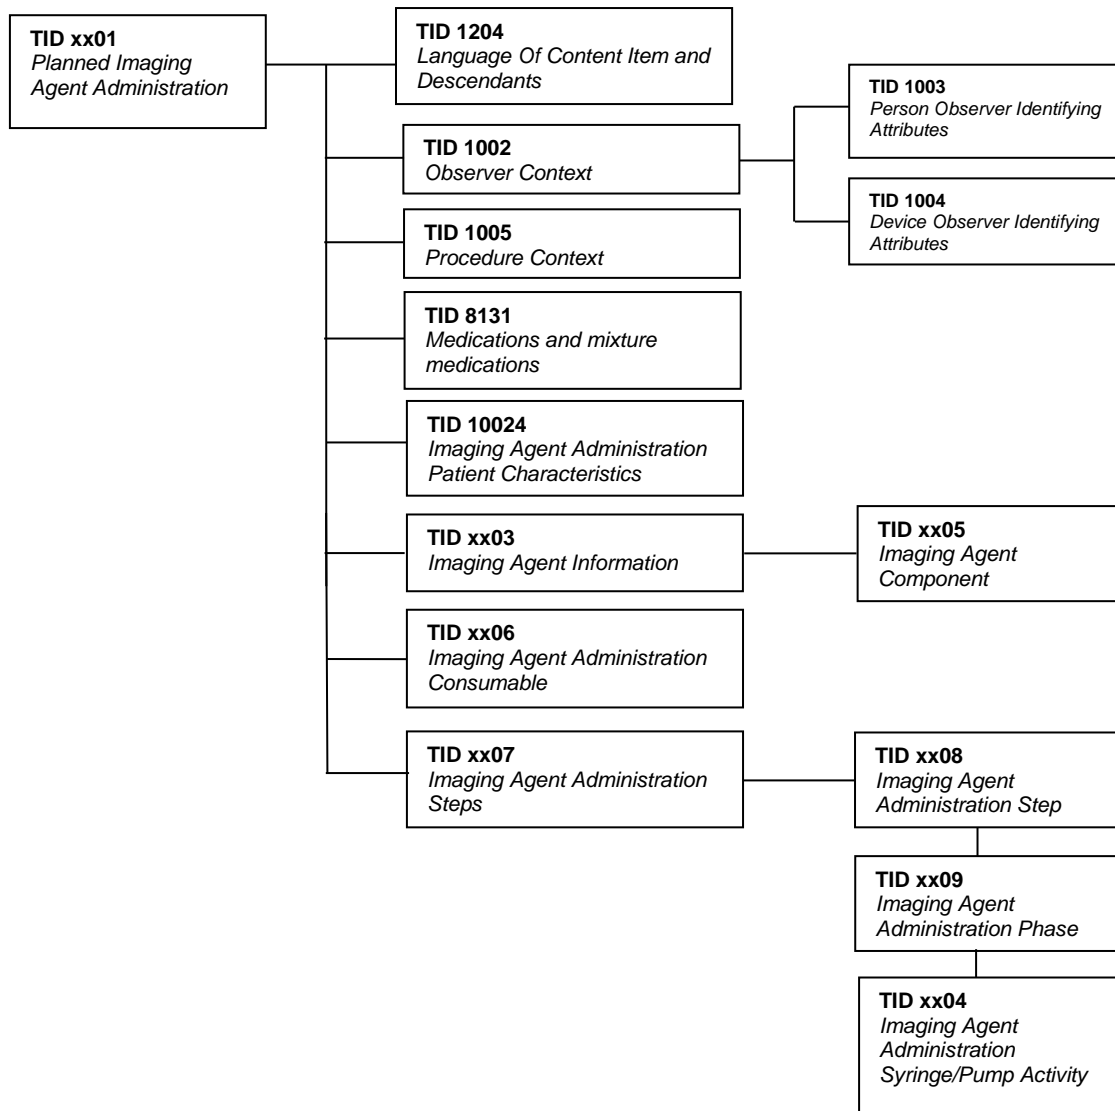 TID xx01
Planned Imaging
Agent Administration
TID 1204
Language Of Content Item and
Descendants
TID 1002
Observer Context
TID 1003
Person Observer Identifying
Attributes
TID 1004
Device Observer Identifying
Attributes
TID 1005
Procedure Context
TID 8131
Medications and mixture
medications
TID 10024
Imaging Agent Administration
Patient Characteristics
TID xx03
Imaging Agent Information
TID xx05
Imaging Agent
Component
TID xx06
Imaging Agent Administration
Consumable
TID xx07
Imaging Agent Administration
Steps
TID xx08
Imaging Agent
Administration Step
TID xx09
Imaging Agent
Administration Phase
TID xx04
Imaging Agent
Administration
Syringe/Pump Activity